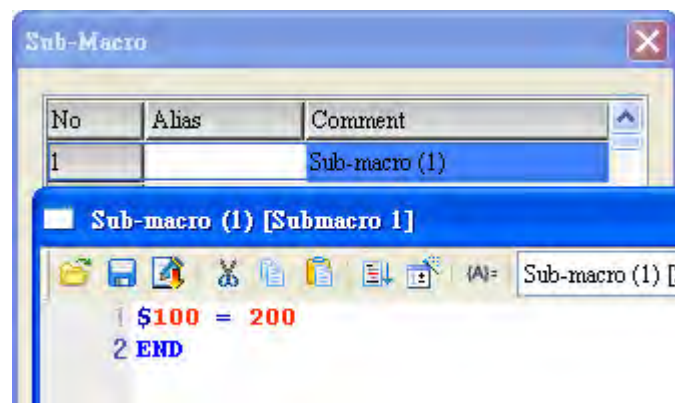 Sub-Macro
No Alias Comment
1 Sub-macro (1)
Sub-macro (1) [Submacro 1]
{A}= Sub-macro (1) [
1 $100 = 200
2 END